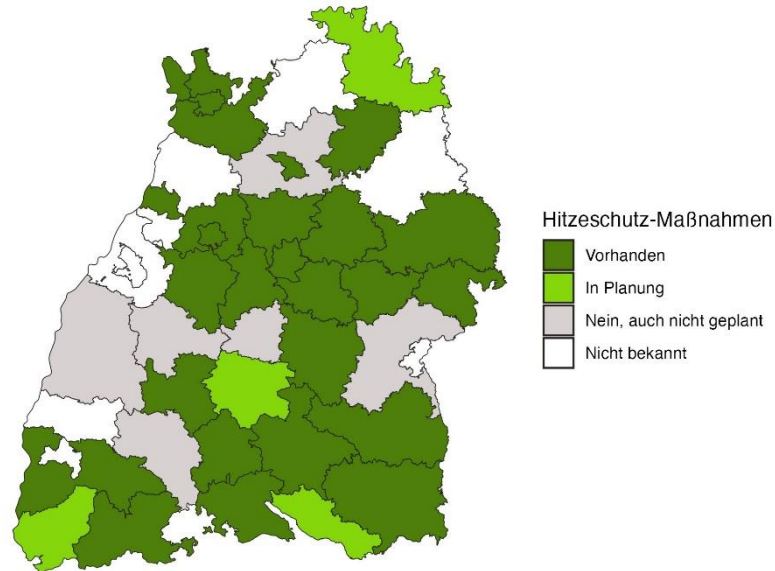 Hitzeschutz-Maßnahmen
Vorhanden
In Planung
Nein, auch nicht geplant
Nicht bekannt